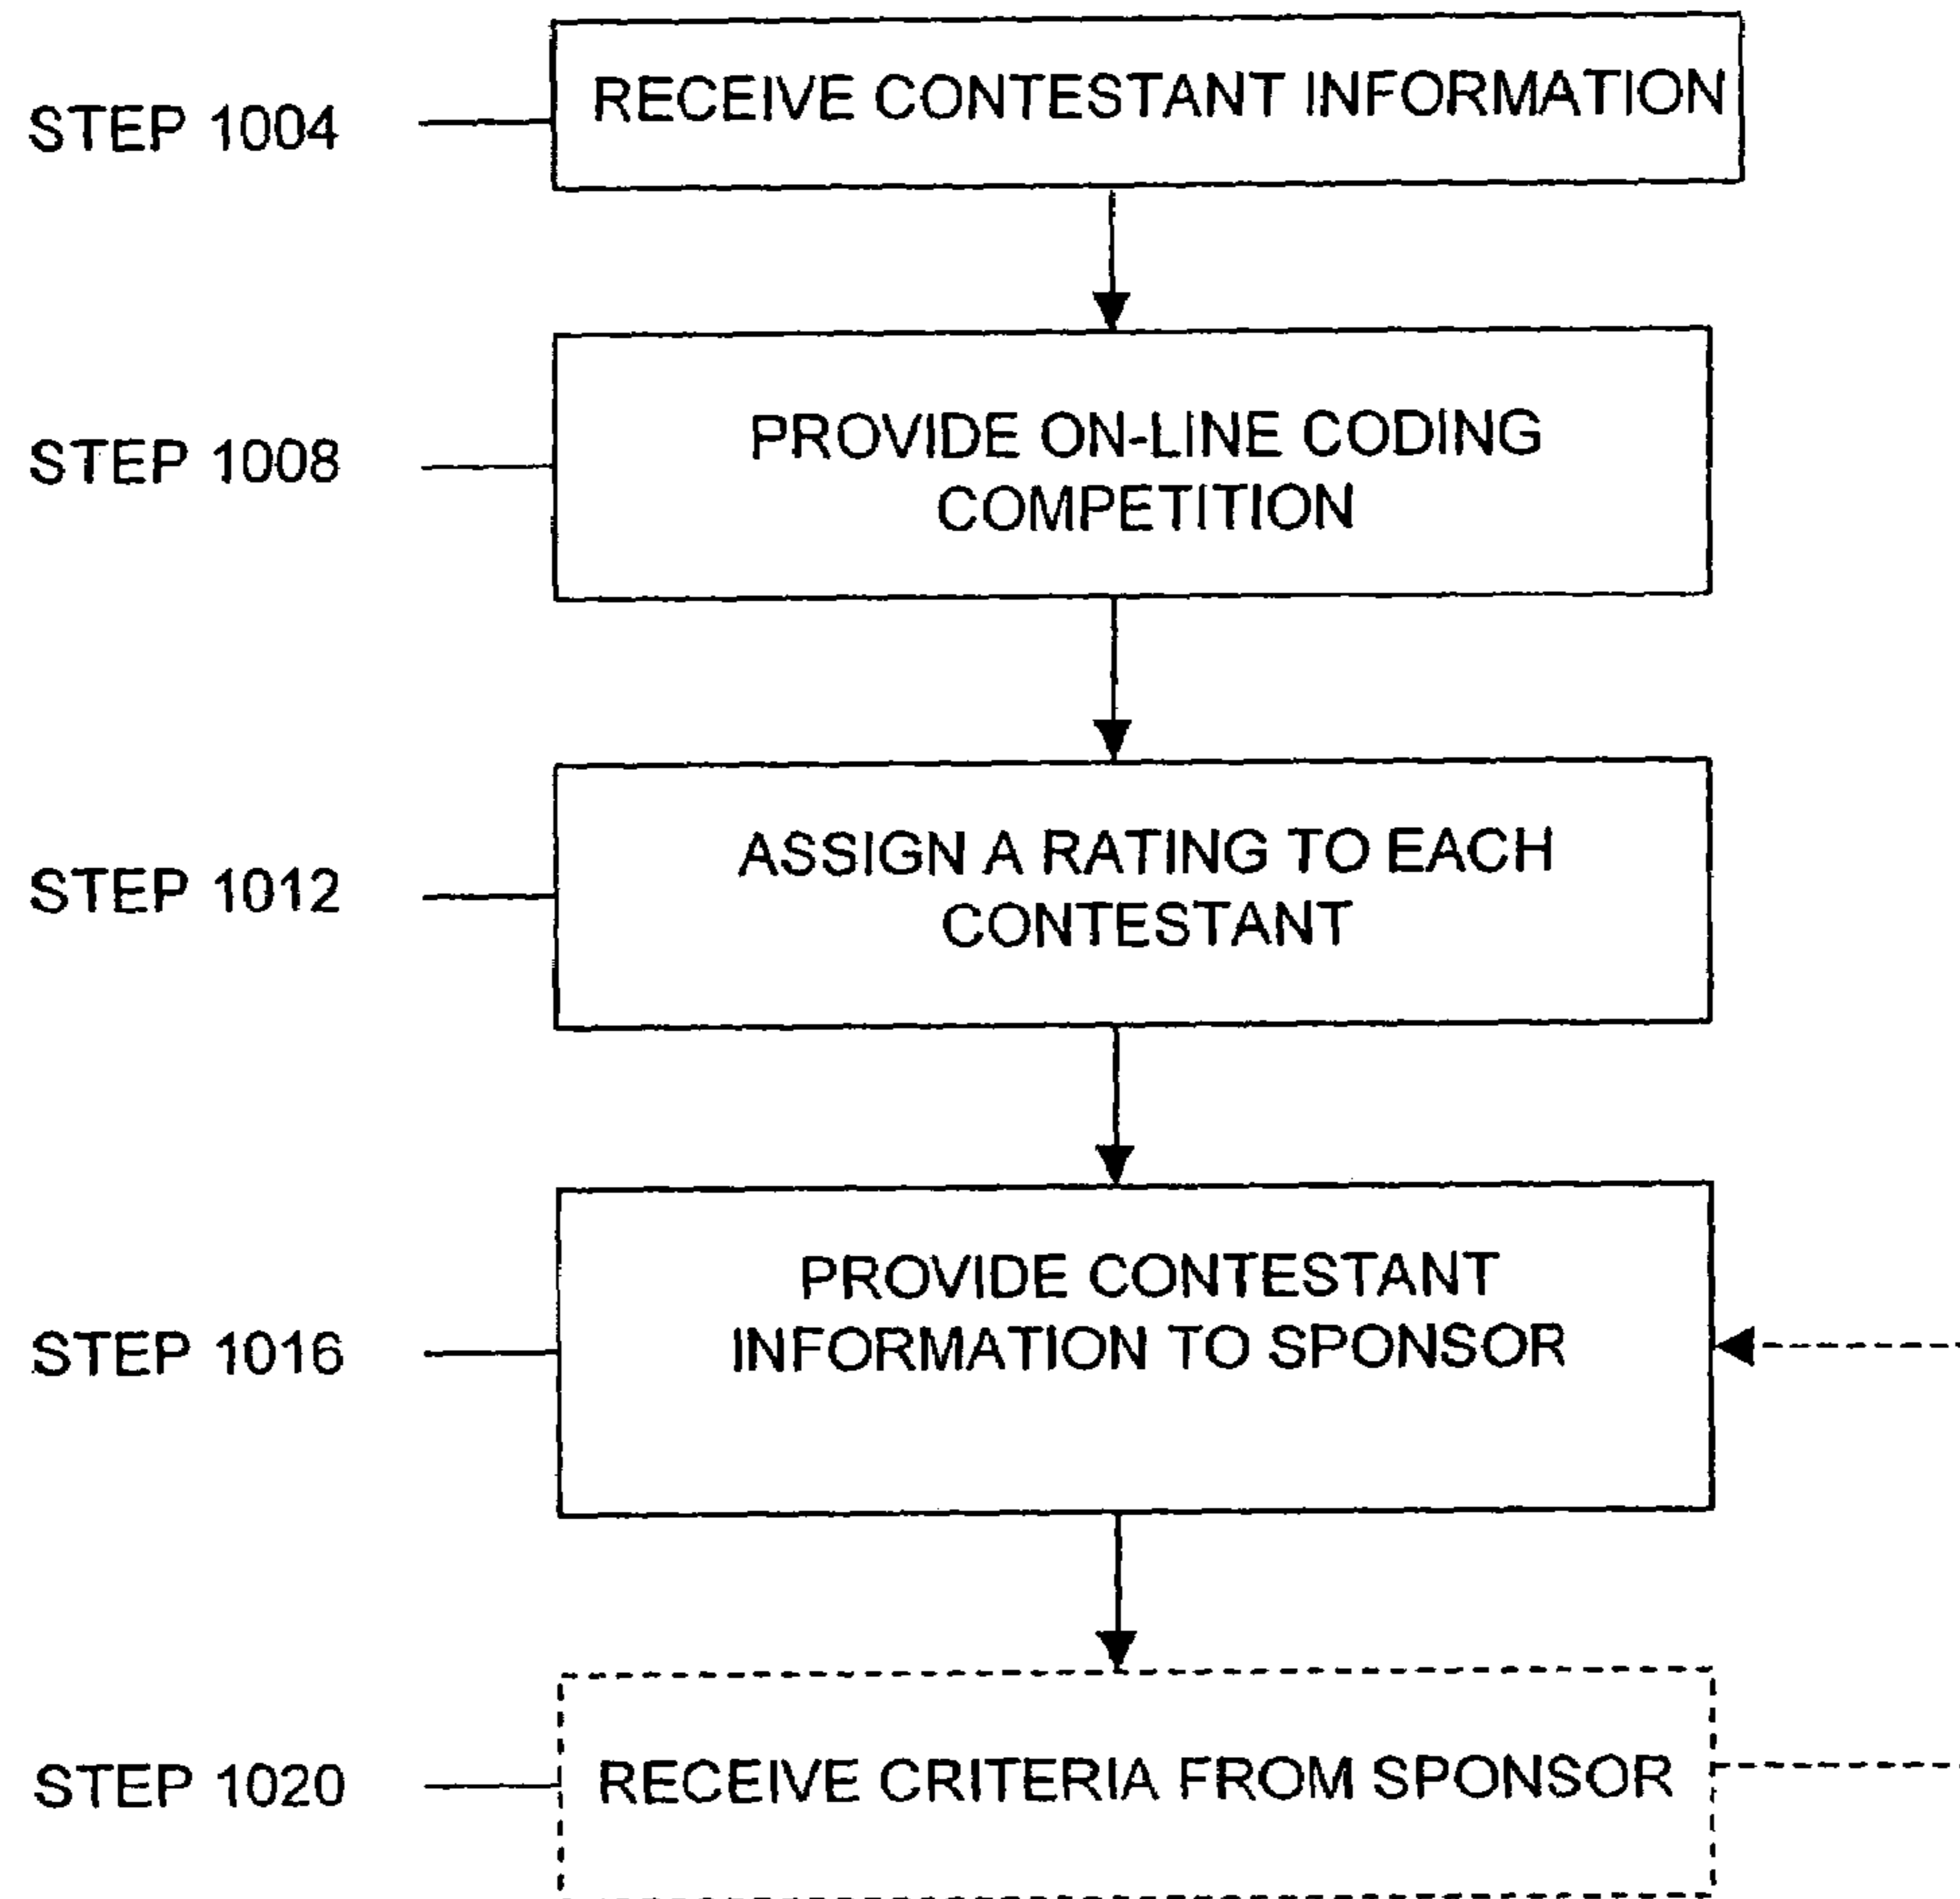 STEP 1004
RECEIVE CONTESTANT INFORMATION
STEP 1008
PROVIDE ON-LINE CODING
COMPETITION
STEP 1012
ASSIGN A RATING TO EACH
CONTESTANT
STEP 1016
PROVIDE CONTESTANT
INFORMATION TO SPONSOR
STEP 1020
RECEIVE CRITERIA FROM SPONSOR